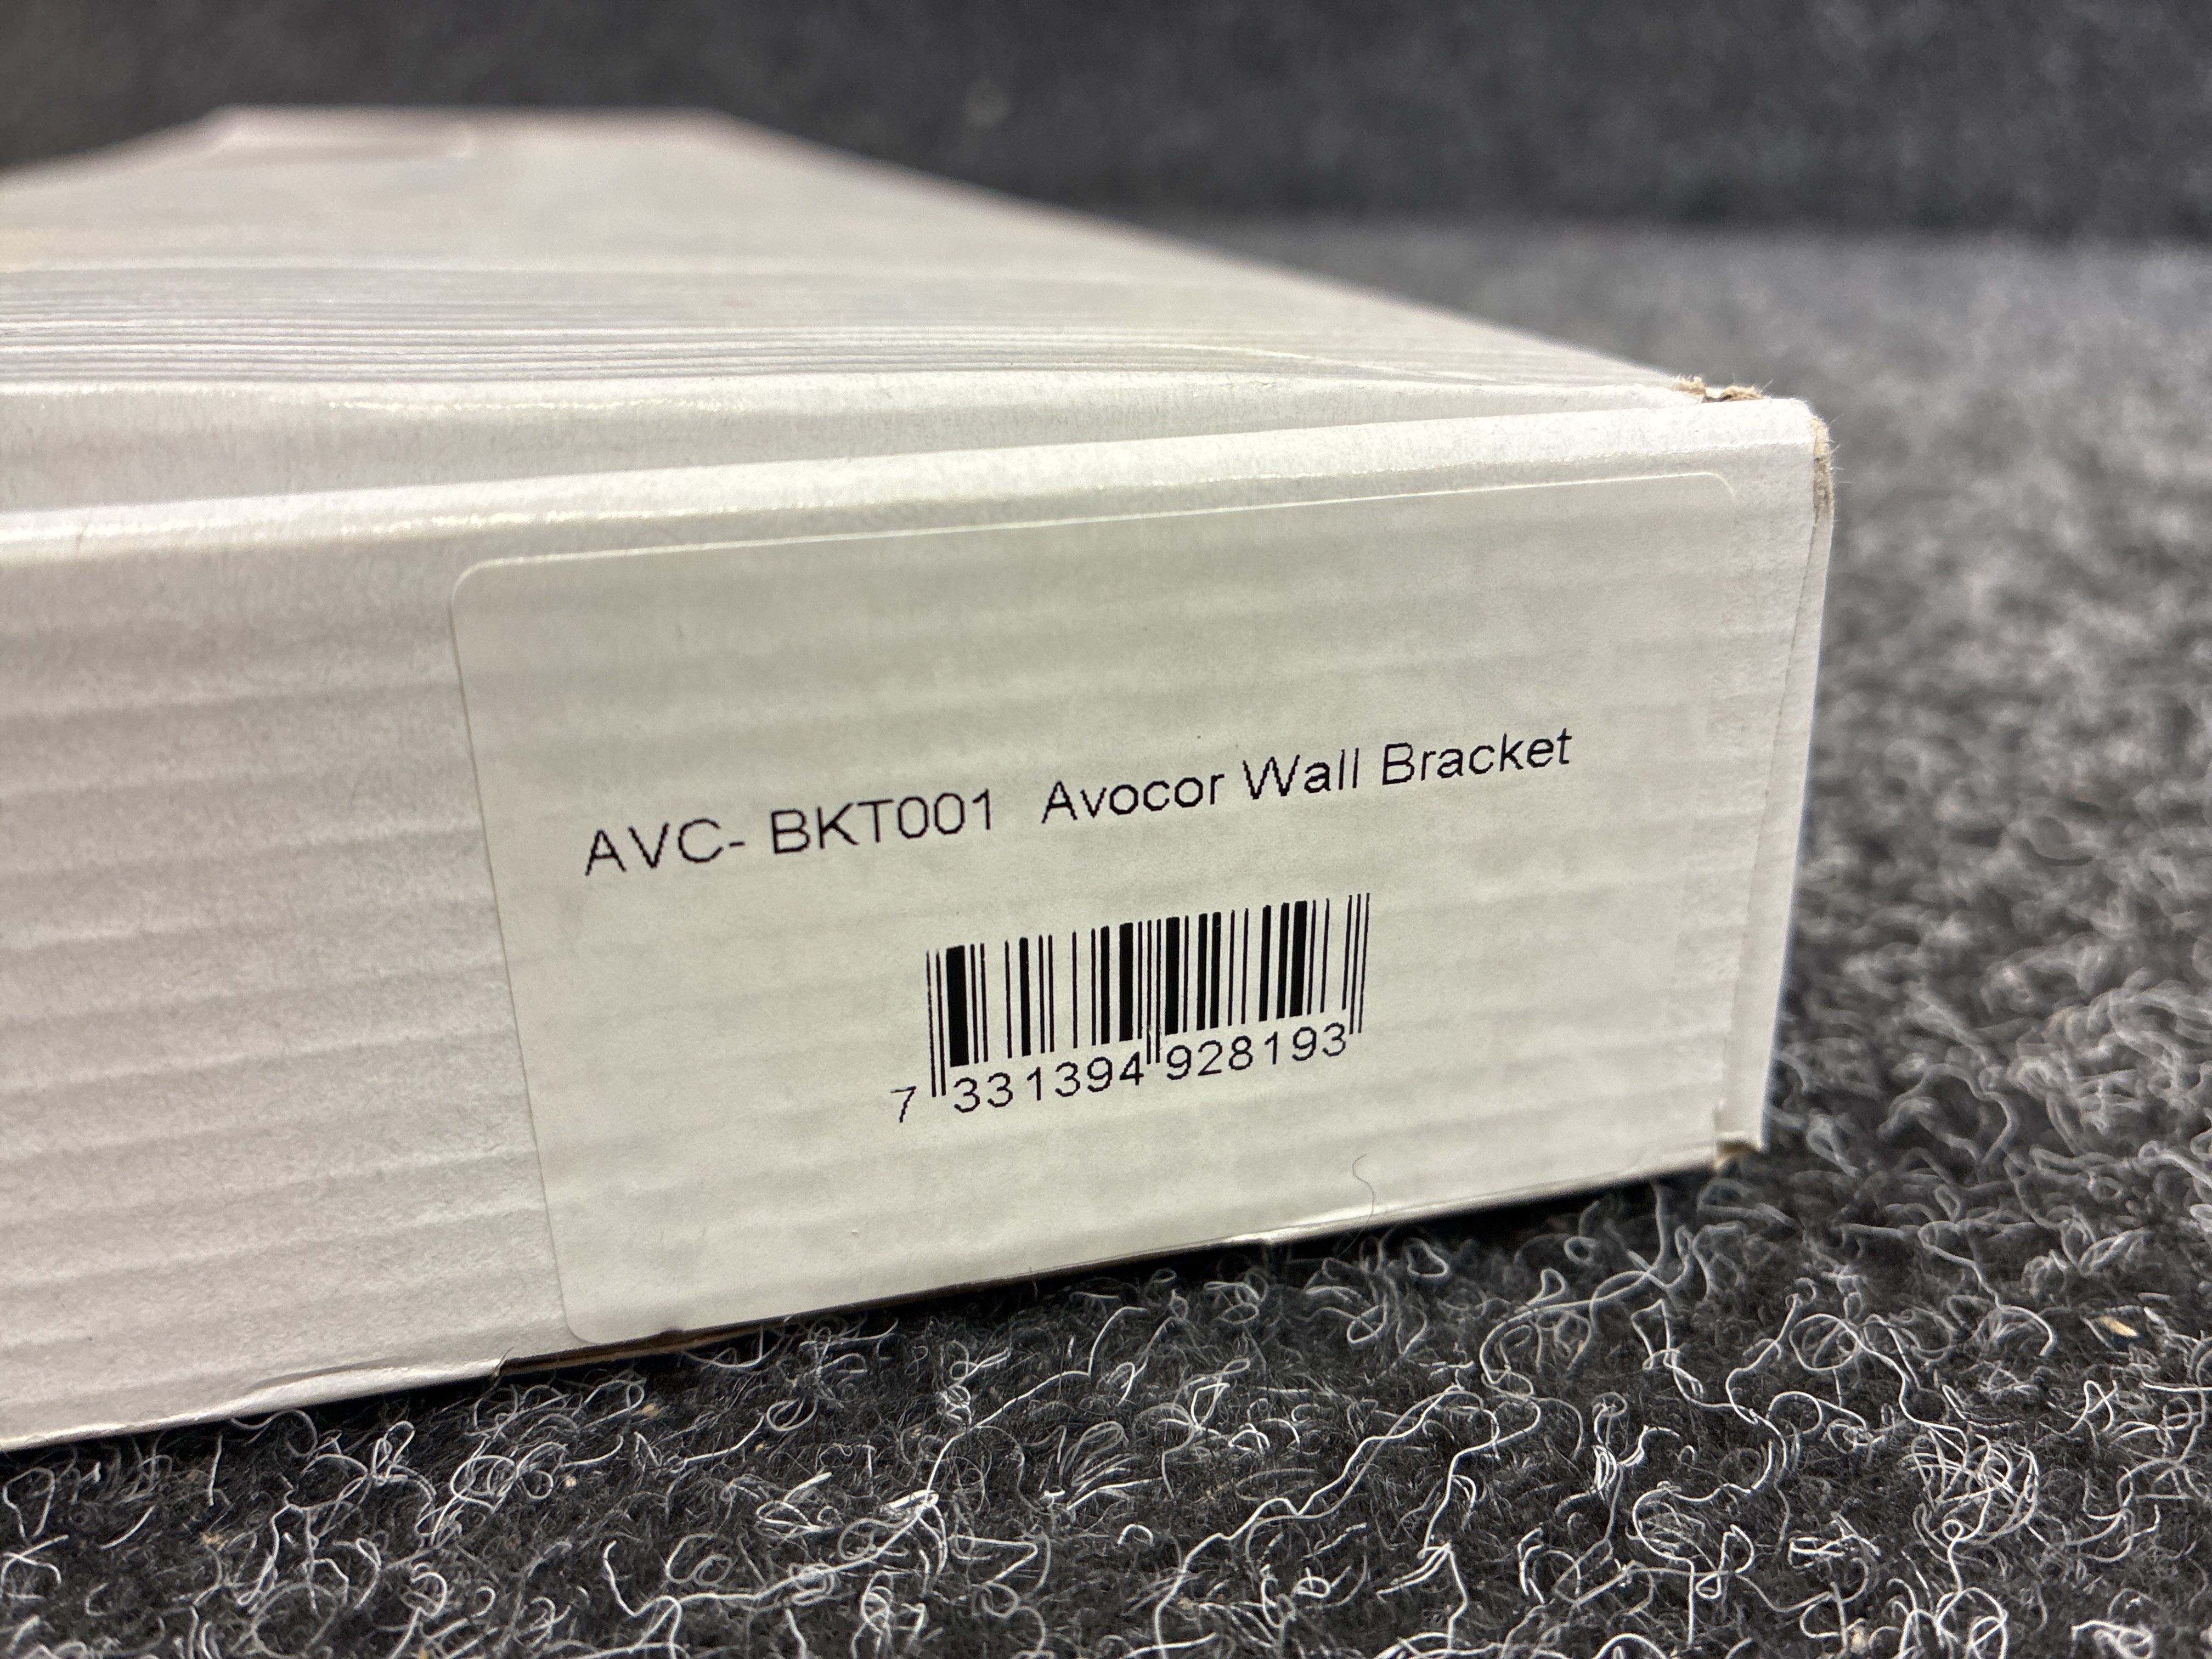 AVC- BKT001  Avocor Wall Bracket
7 331394 928193